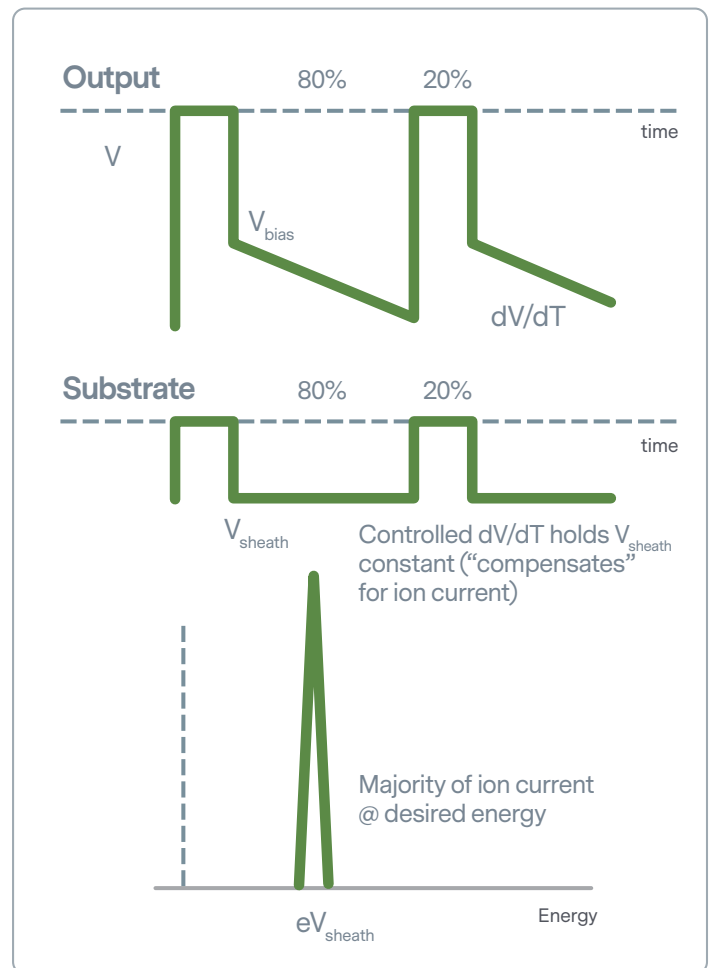 Output
80%
20%
time
V
Vbias
dV/dT
Substrate
80%
20%
time
Vsheath
Controlled dV/dT holds Vsheath
constant (“compensates”
for ion current)
Majority of ion current
@ desired energy
Energy
eVsheath